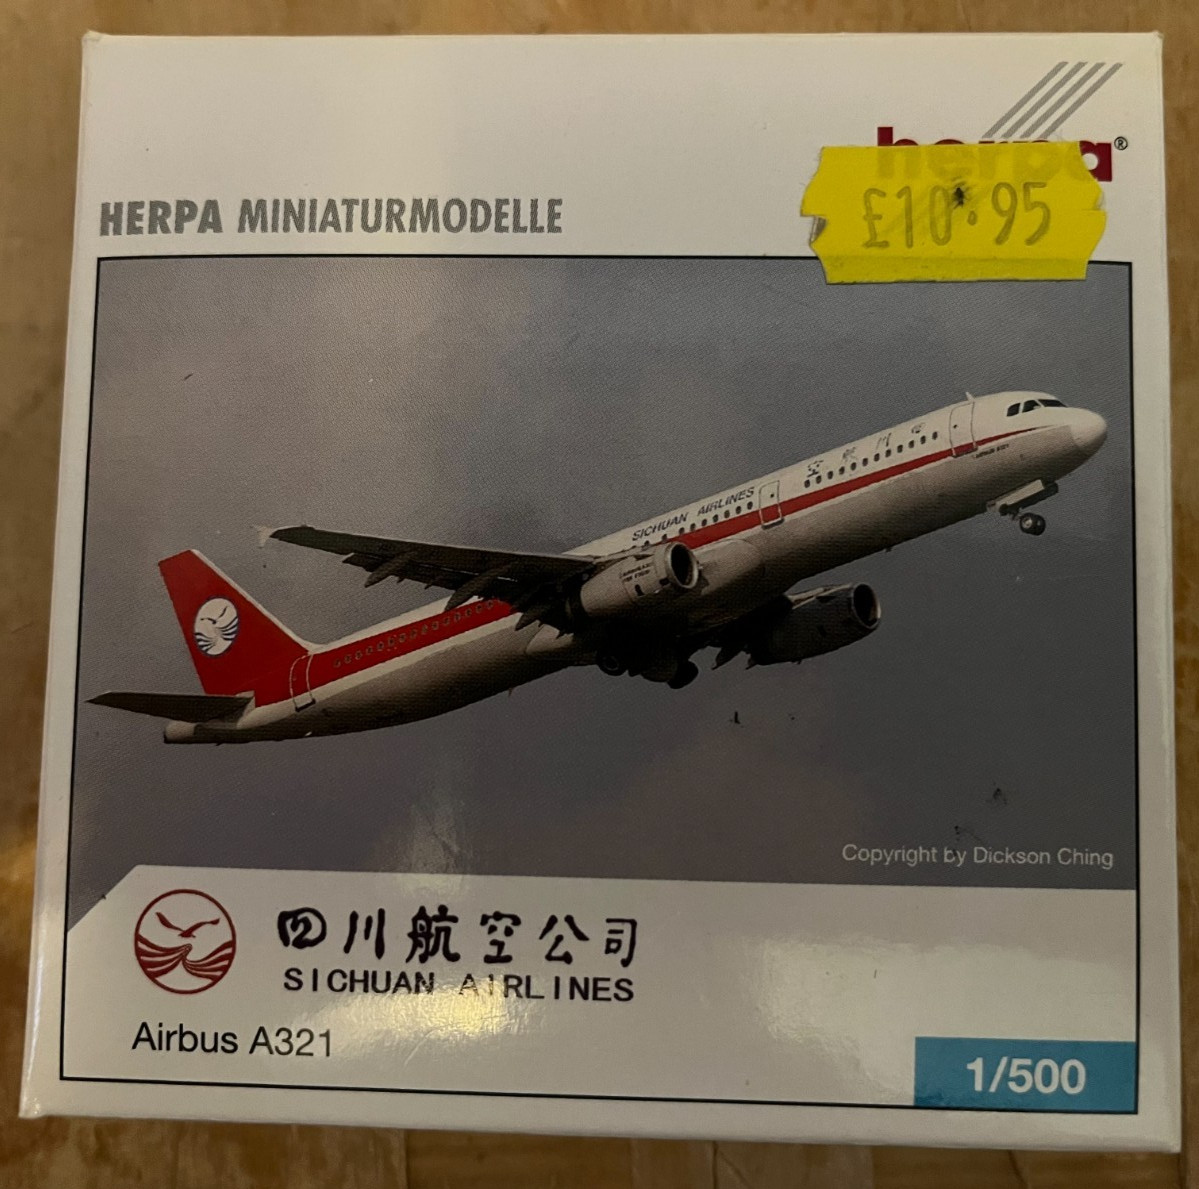 herpa®
£10.95
HERPA MINIATURMODELLE
SICHUAN AIRLINES
Copyright by Dickson Ching
四川航空公司
SICHUAN AIRLINES
Airbus A321
1/500